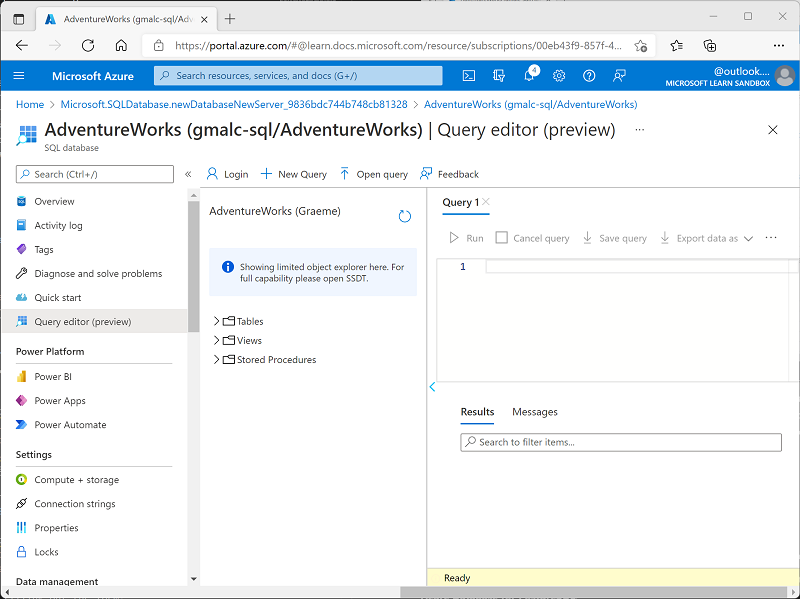 AdventureWorks (gmalc-sql/Adv
https://portal.azure.com/#@learn.docs.microsoft.com/resource/subscriptions/00eb43f9-857f-4...
Microsoft Azure
Search resources, services, and docs (G+/)
4
@outlook....
MICROSOFT LEARN SANDBOX
Home > Microsoft.SQLDatabase.newDatabaseNewServer_9836bdc744b748cb81328 > AdventureWorks (gmalc-sql/AdventureWorks)
AdventureWorks (gmalc-sql/AdventureWorks) | Query editor (preview) ...
SQL database
Search (Ctrl+/)
«
Overview
Activity log
Tags
Diagnose and solve problems
Quick start
Query editor (preview)
Power Platform
Power BI
Power Apps
Power Automate
Settings
Compute + storage
Connection strings
Properties
Locks
Data management
Login
New Query
Open query
Feedback
AdventureWorks (Graeme)
Showing limited object explorer here. For
full capability please open SSDT.
Tables
Views
Stored Procedures
Query 1
Run
Cancel query
Save query
Export data as
...
1
Results
Messages
Search to filter items...
Ready